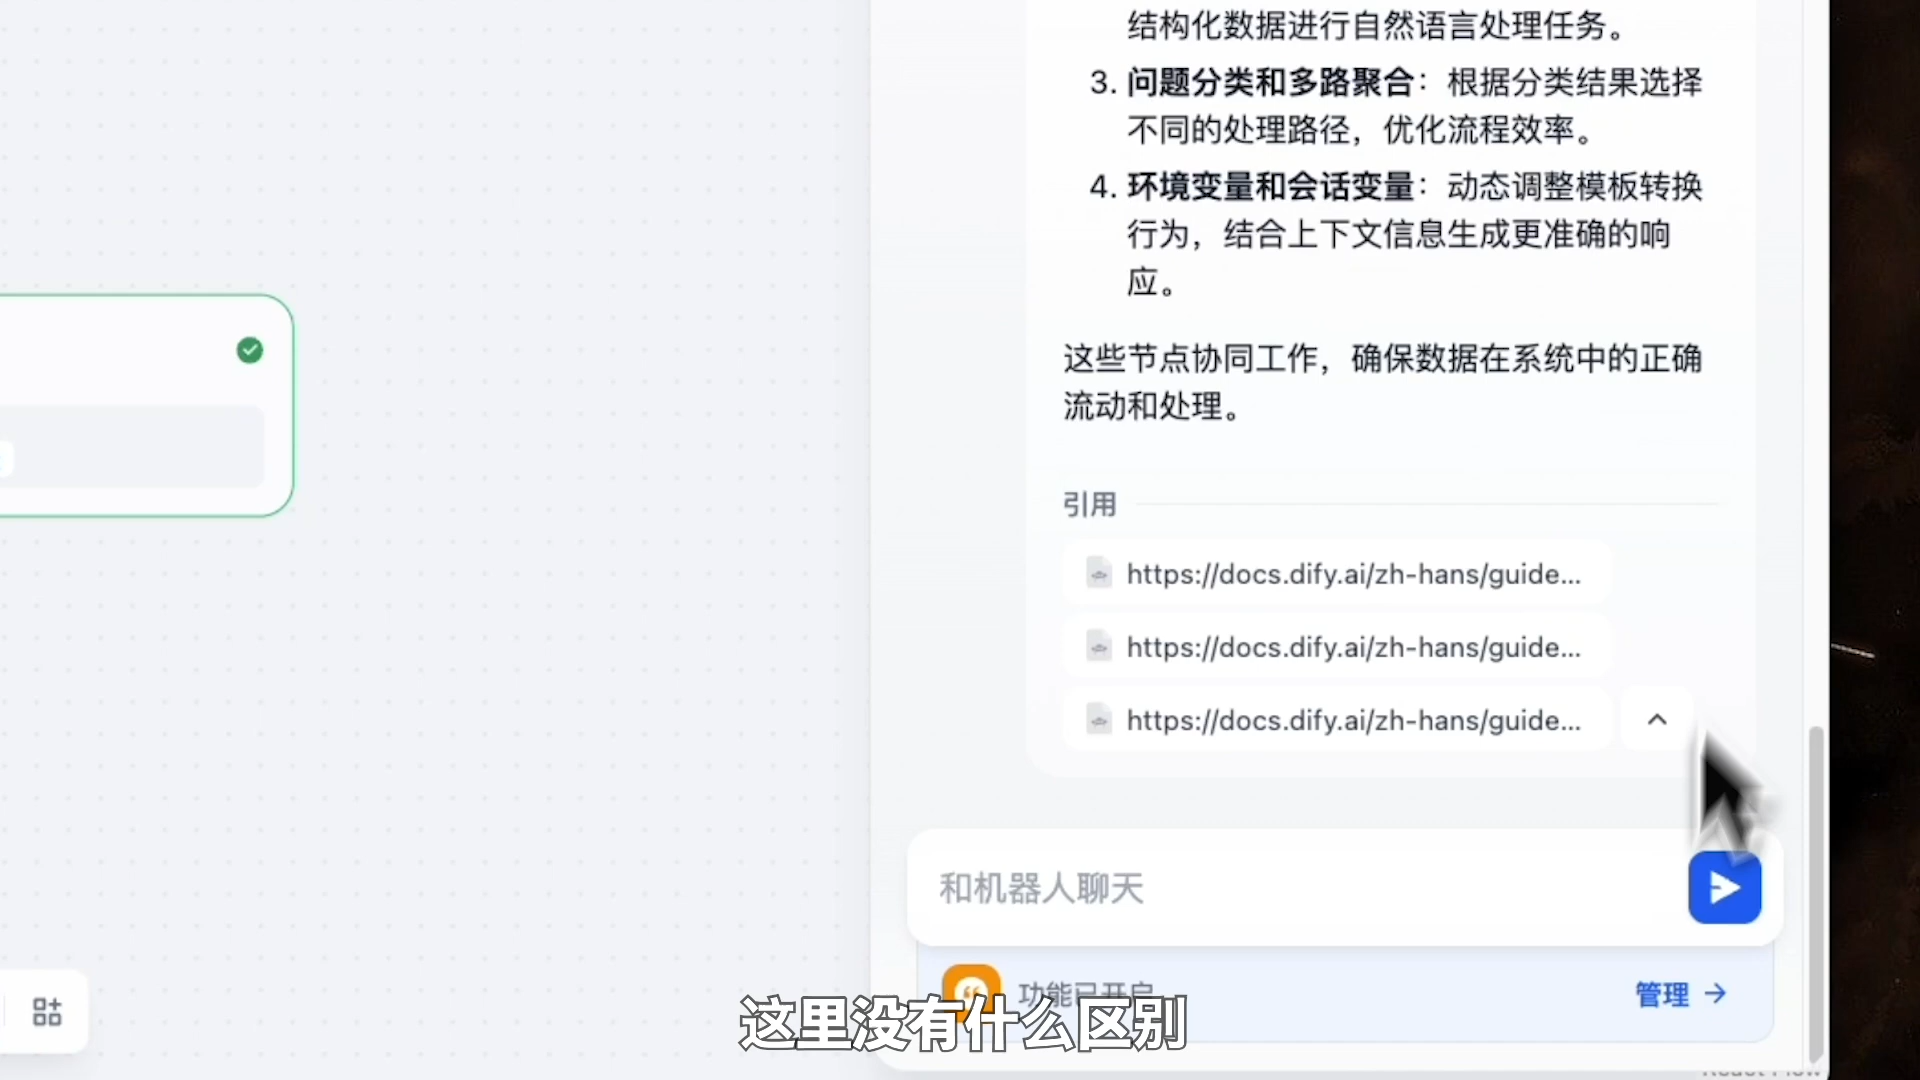 结构化数据进行自然语言处理任务。
3. 问题分类和多路聚合：根据分类结果选择
不同的处理路径，优化流程效率。
4. 环境变量和会话变量：动态调整模板转换
行为，结合上下文信息生成更准确的响
应。
这些节点协同工作，确保数据在系统中的正确
流动和处理。
引用
https://docs.dify.ai/zh-hans/guide...
https://docs.dify.ai/zh-hans/guide...
https://docs.dify.ai/zh-hans/guide...
和机器人聊天
功能已开启
管理 →
这里没有什么区别
React Flow